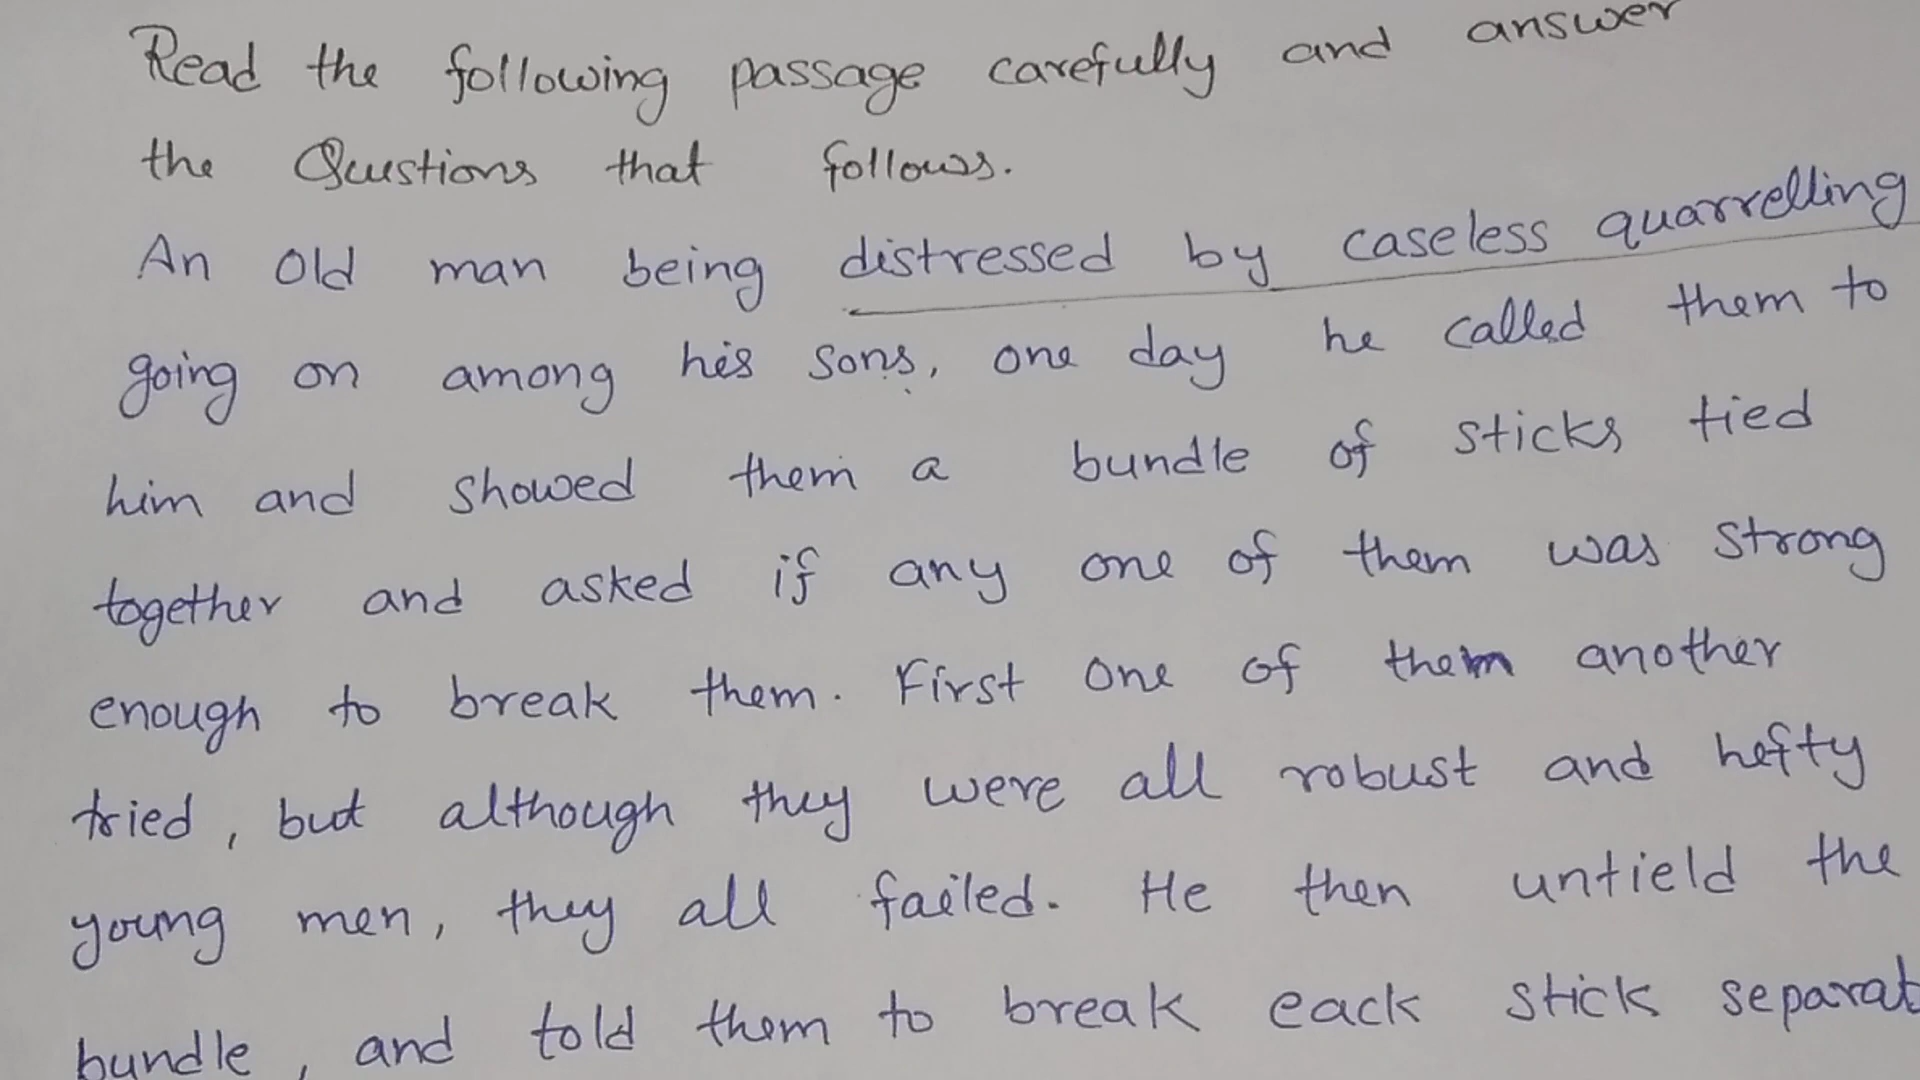 Read the following passage carefully and answer
the Questions that follows.
An old man being distressed by caseless quarrelling
going on among his sons, one day he called them to
him and showed them a bundle of sticks tied
together and asked if any one of them was strong
enough to break them. First one of them another
tried, but although they were all robust and hefty
young men, they all failed. He then untield the
bundle, and told them to break eack stick separat